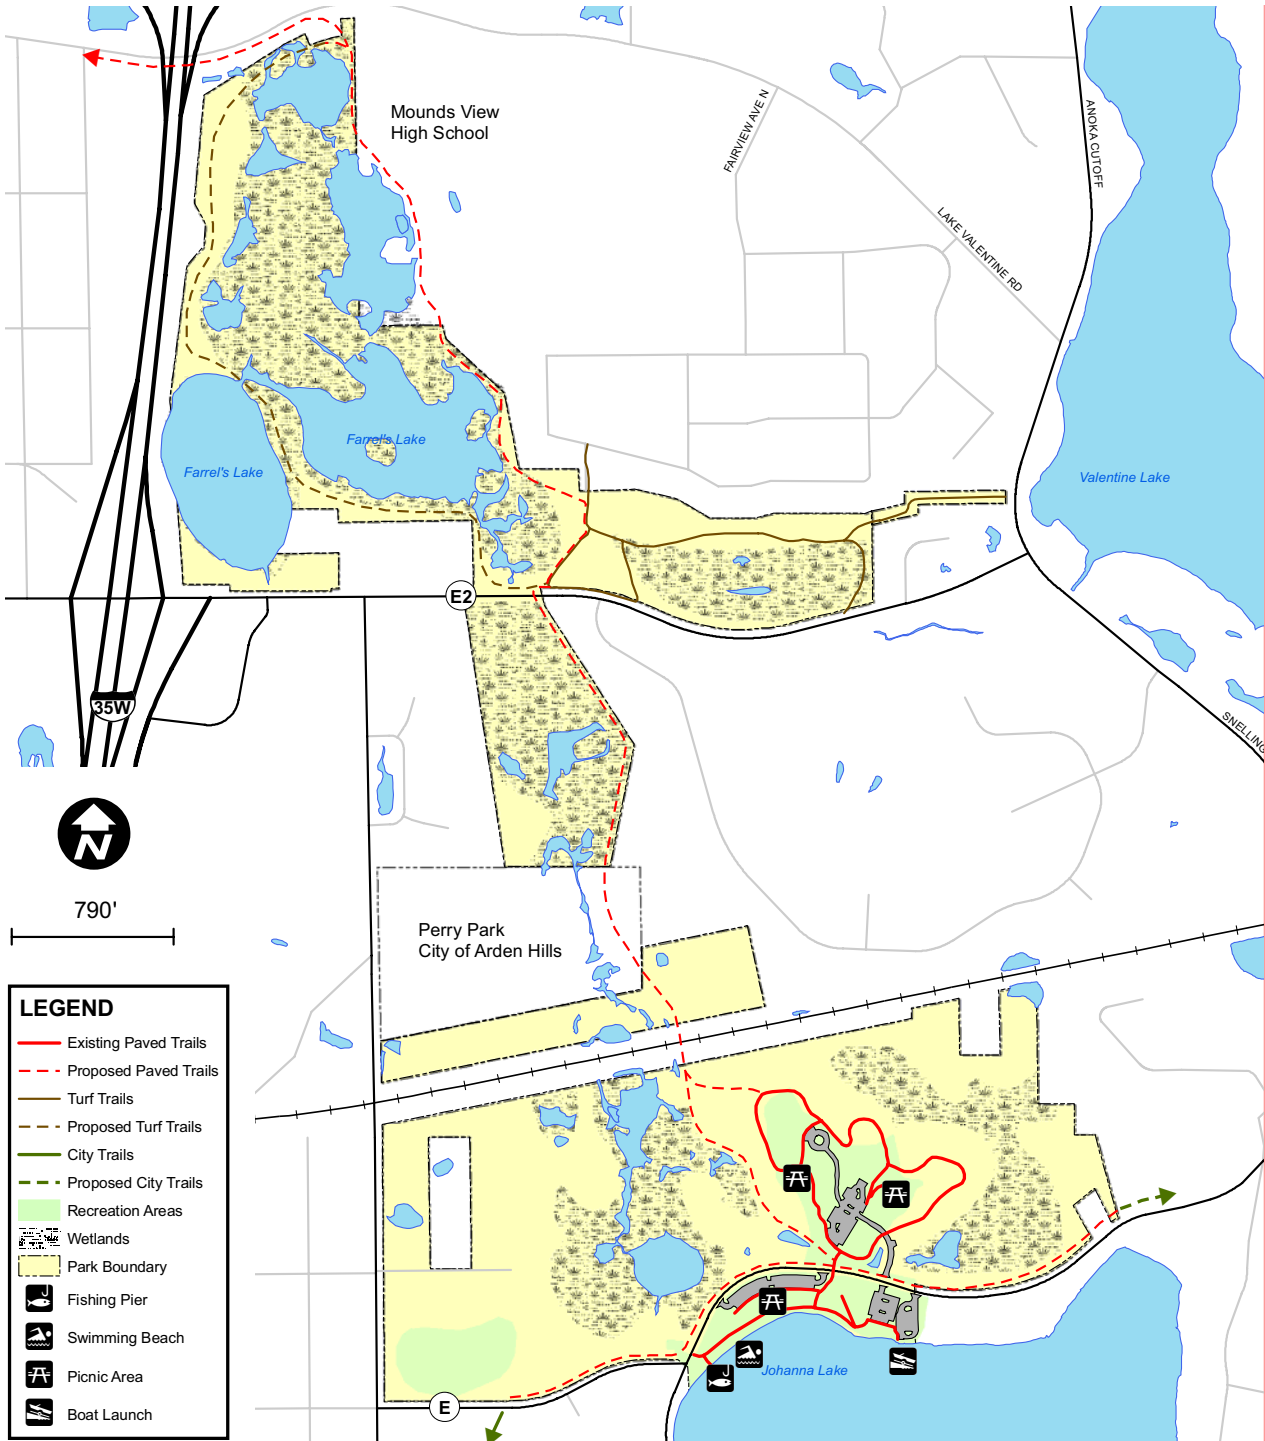 Mounds View
High School
FAIRVIEW AVE N
ANOKA CUTOFF
LAKE VALENTINE RD
Farrel's Lake
Farrel's Lake
Valentine Lake
E2
35W
SNELLING
N
790'
Perry Park
City of Arden Hills
LEGEND
Existing Paved Trails
Proposed Paved Trails
Turf Trails
Proposed Turf Trails
City Trails
Proposed City Trails
Recreation Areas
Wetlands
Park Boundary
Fishing Pier
Swimming Beach
Picnic Area
Boat Launch
Johanna Lake
E